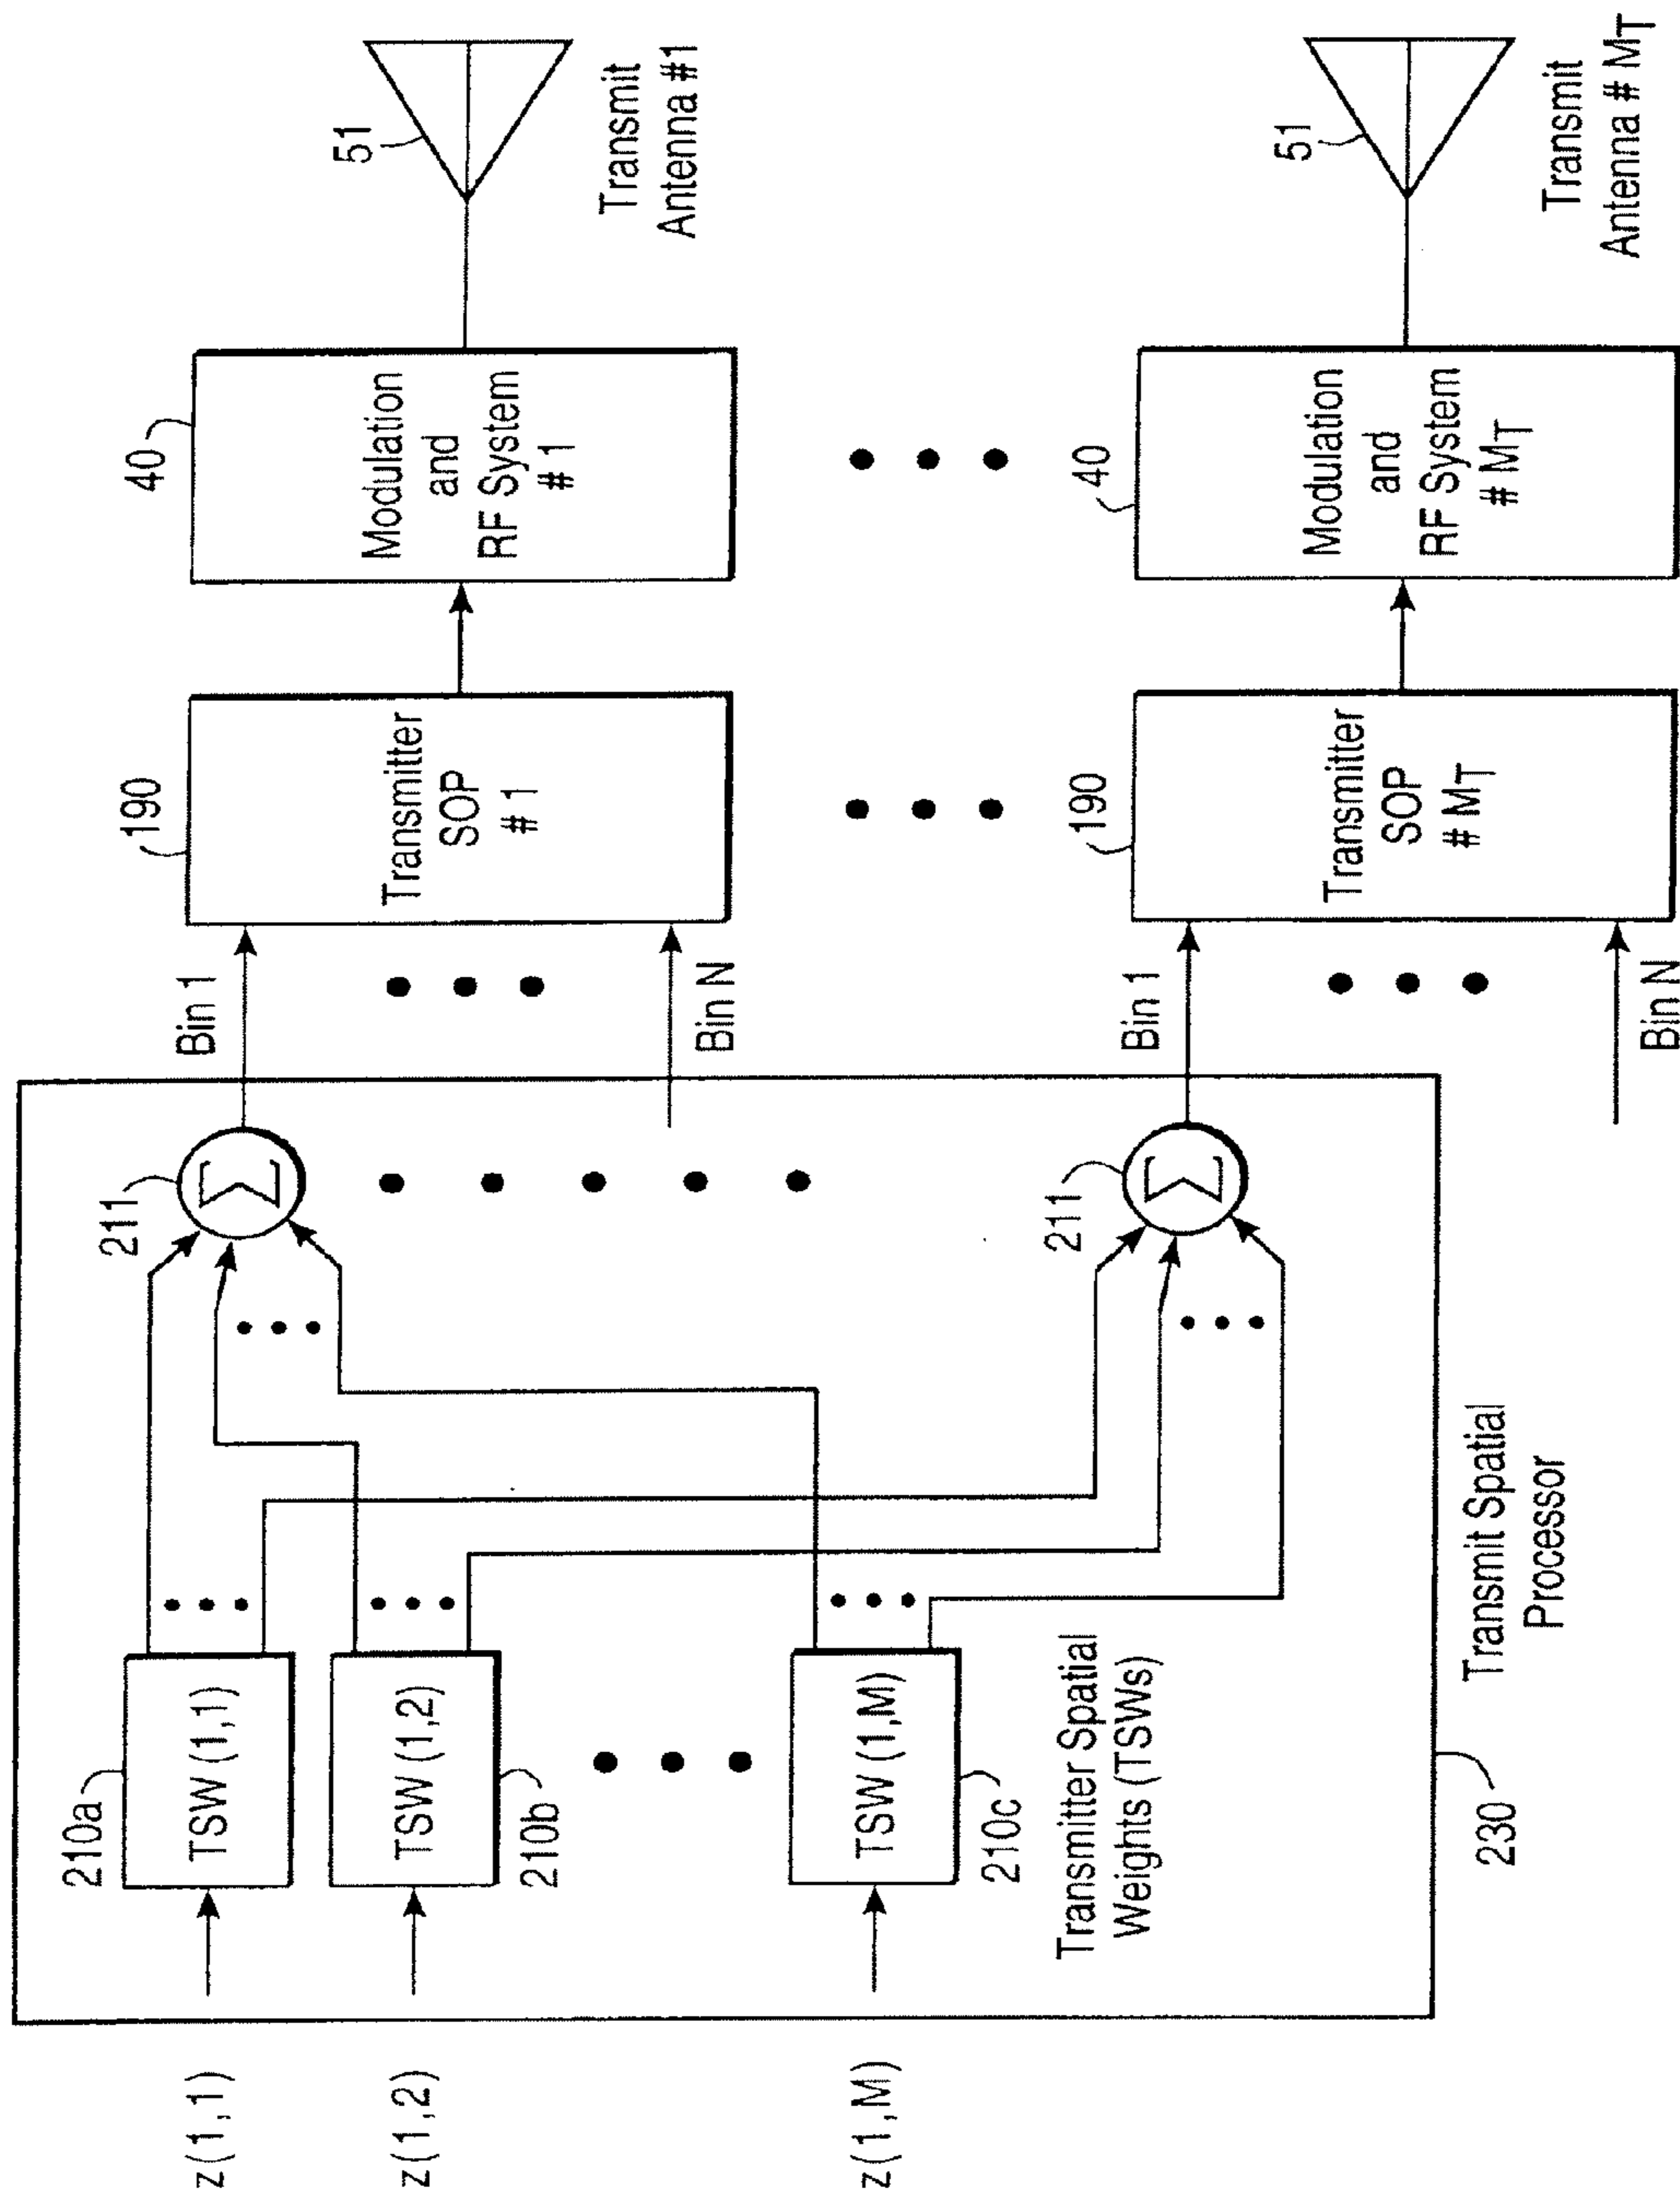 z(1,1)
z(1,2)
z(1,M)
210a
TSW (1,1)
TSW (1,2)
210b
TSW (1,M)
210c
Transmitter Spatial
Weights (TSWs)
230
Transmit Spatial
Processor
211
Σ
211
Σ
Bin 1
Bin N
Bin 1
Bin N
190
Transmitter
SOP
# 1
190
Transmitter
SOP
# MT
40
Modulation
and
RF System
# 1
40
Modulation
and
RF System
# MT
51
Transmit
Antenna #1
51
Transmit
Antenna # MT